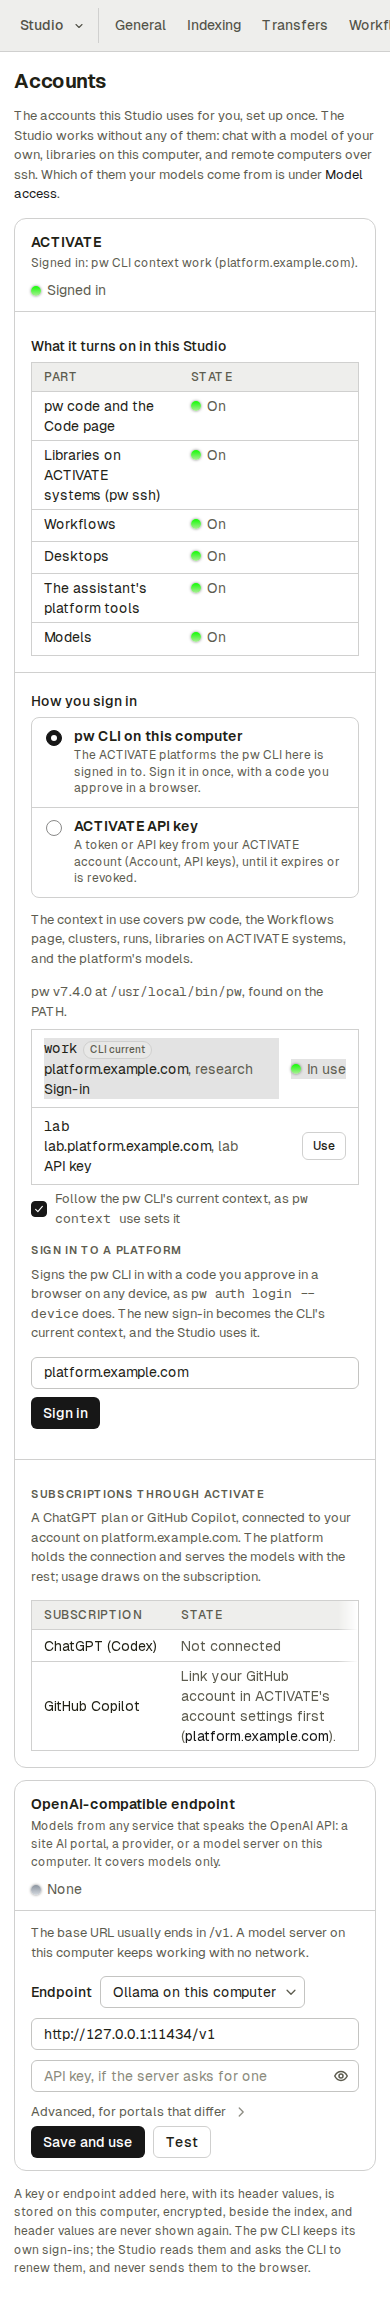 Studio
General Indexing Transfers Workf
Accounts
The accounts this Studio uses for you, set up once. The
Studio works without any of them: chat with a model of your
own, libraries on this computer, and remote computers over
ssh. Which of them your models come from is under Model
access.
ACTIVATE
Signed in: pw CLI context work (platform.example.com).
Signed in
What it turns on in this Studio
PART STATE
pw code and the
Code page
On
Libraries on
ACTIVATE
systems (pw ssh)
On
Workflows On
Desktops On
The assistant's
platform tools
On
Models On
How you sign in
pw CLI on this computer
The ACTIVATE platforms the pw CLI here is
signed in to. Sign it in once, with a code you
approve in a browser.
ACTIVATE API key
A token or API key from your ACTIVATE
account (Account, API keys), until it expires or
is revoked.
The context in use covers pw code, the Workflows
page, clusters, runs, libraries on ACTIVATE systems,
and the platform's models.
pw v7.4.0 at /usr/local/bin/pw, found on the
PATH.
work CLI current
platform.example.com, research
Sign-in
In use
lab
lab.platform.example.com, lab
API key
Use
Follow the pw CLI's current context, as pw
context use sets it
SIGN IN TO A PLATFORM
Signs the pw CLI in with a code you approve in a
browser on any device, as pw auth login --
device does. The new sign-in becomes the CLI's
current context, and the Studio uses it.
platform.example.com
Sign in
SUBSCRIPTIONS THROUGH ACTIVATE
A ChatGPT plan or GitHub Copilot, connected to your
account on platform.example.com. The platform
holds the connection and serves the models with the
rest; usage draws on the subscription.
SUBSCRIPTION STATE
ChatGPT (Codex) Not connected
GitHub Copilot
Link your GitHub
account in ACTIVATE's
account settings first
(platform.example.com).
OpenAI-compatible endpoint
Models from any service that speaks the OpenAI API: a
site AI portal, a provider, or a model server on this
computer. It covers models only.
None
The base URL usually ends in /v1. A model server on
this computer keeps working with no network.
Endpoint Ollama on this computer
http://127.0.0.1:11434/v1
API key, if the server asks for one
Advanced, for portals that differ
Save and use Test
A key or endpoint added here, with its header values, is
stored on this computer, encrypted, beside the index, and
header values are never shown again. The pw CLI keeps its
own sign-ins; the Studio reads them and asks the CLI to
renew them, and never sends them to the browser.